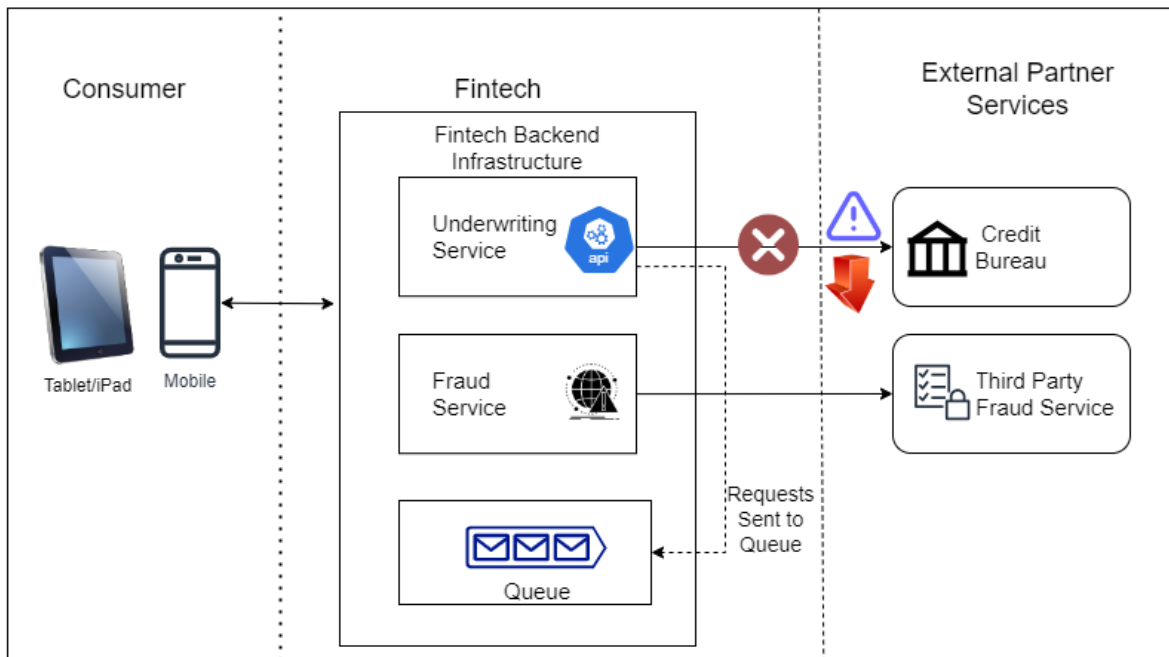 Consumer
Fintech
External Partner
Services
Fintech Backend
Infrastructure
Underwriting
Service
api
Credit
Bureau
Tablet/iPad
Mobile
Fraud
Service
Third Party
Fraud Service
Requests
Sent to
Queue
Queue